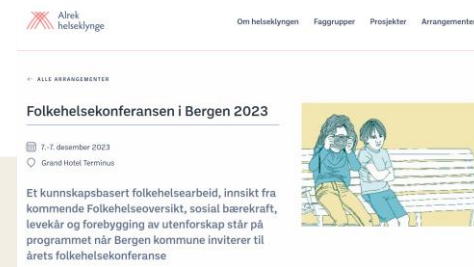 Alrek
helseklynge
Om helseklyngen Faggrupper Prosjekter Arrangementer
← ALLE ARRANGEMENTER
Folkehelsekonferansen i Bergen 2023
7.-7. desember 2023
Grand Hotel Terminus
Et kunnskapsbasert folkehelsearbeid, innsikt fra
kommende Folkehelseoversikt, sosial bærekraft,
levekår og forebygging av utenforskap står på
programmet når Bergen kommune inviterer til
årets folkehelsekonferanse